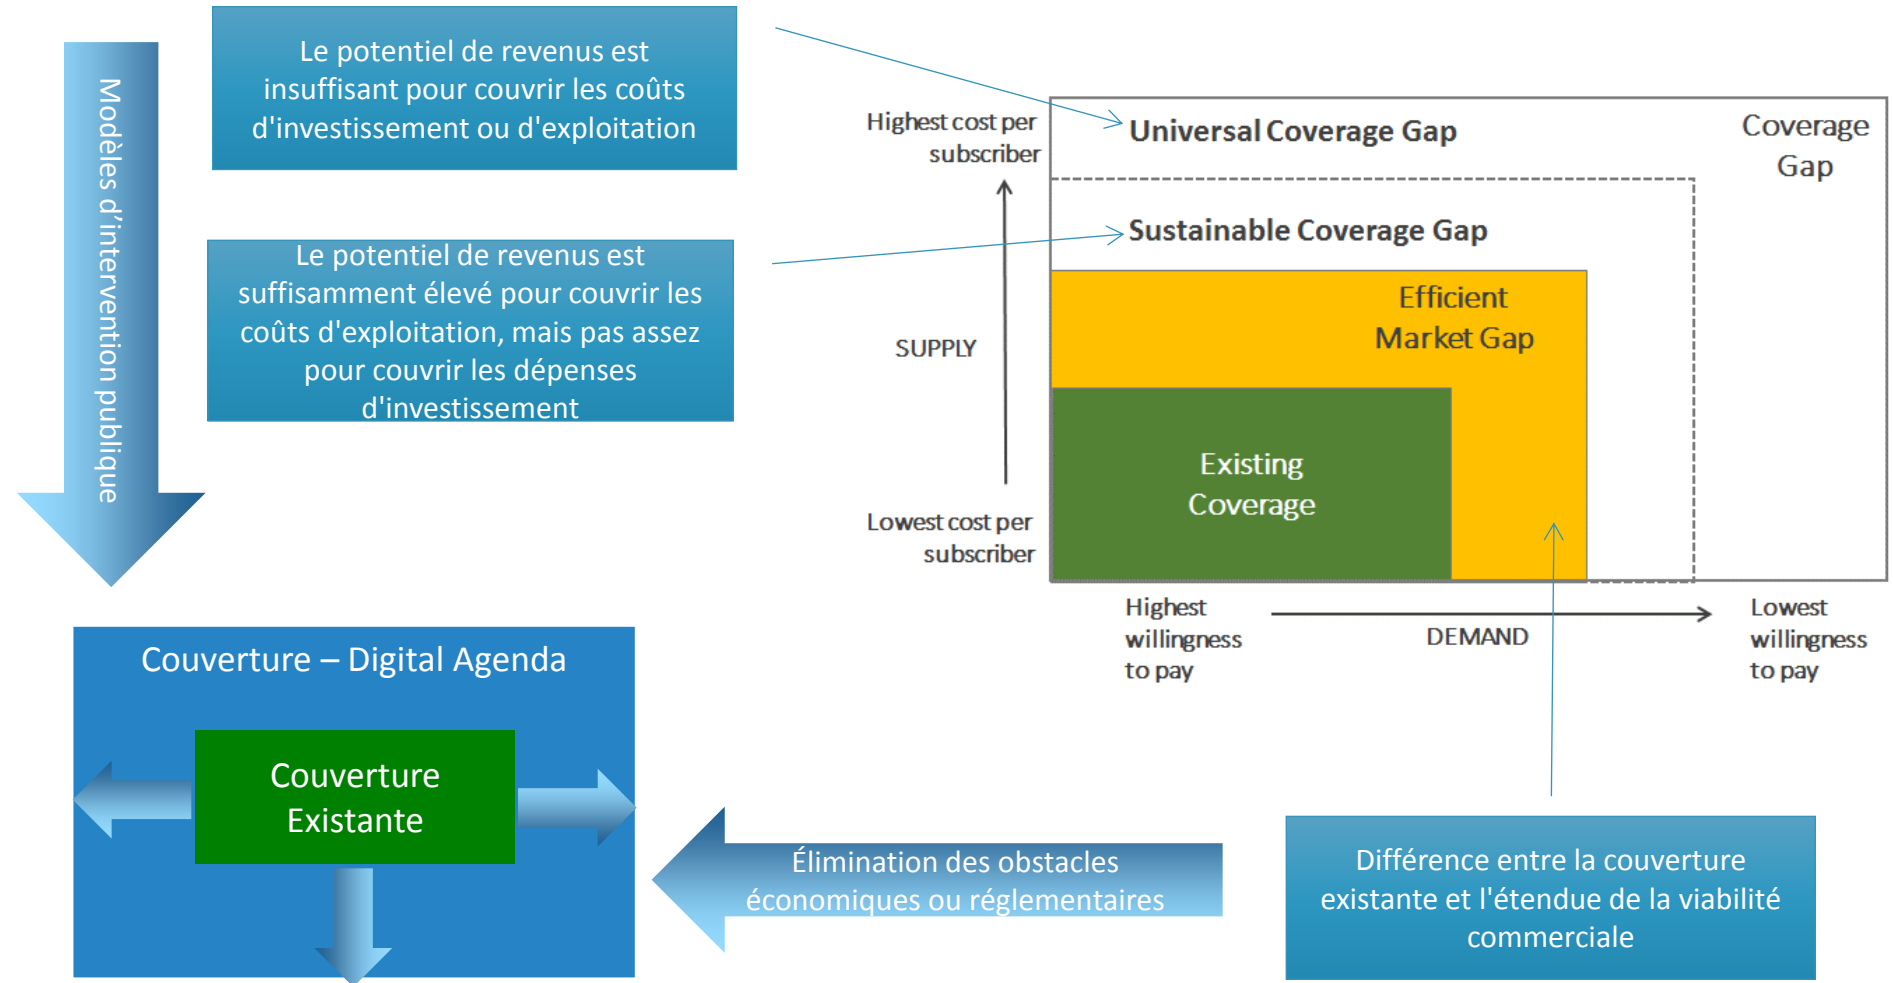 Modèles d’intervention publique
Le potentiel de revenus est
insuffisant pour couvrir les coûts
d'investissement ou d'exploitation
Le potentiel de revenus est
suffisamment élevé pour couvrir les
coûts d'exploitation, mais pas assez
pour couvrir les dépenses
d'investissement
Highest cost per
subscriber
SUPPLY
Lowest cost per
subscriber
Universal Coverage Gap
Coverage
Gap
Sustainable Coverage Gap
Efficient
Market Gap
Existing
Coverage
Highest
willingness
to pay
DEMAND
Lowest
willingness
to pay
Couverture – Digital Agenda
Couverture
Existante
Élimination des obstacles
économiques ou réglementaires
Différence entre la couverture
existante et l'étendue de la viabilité
commerciale